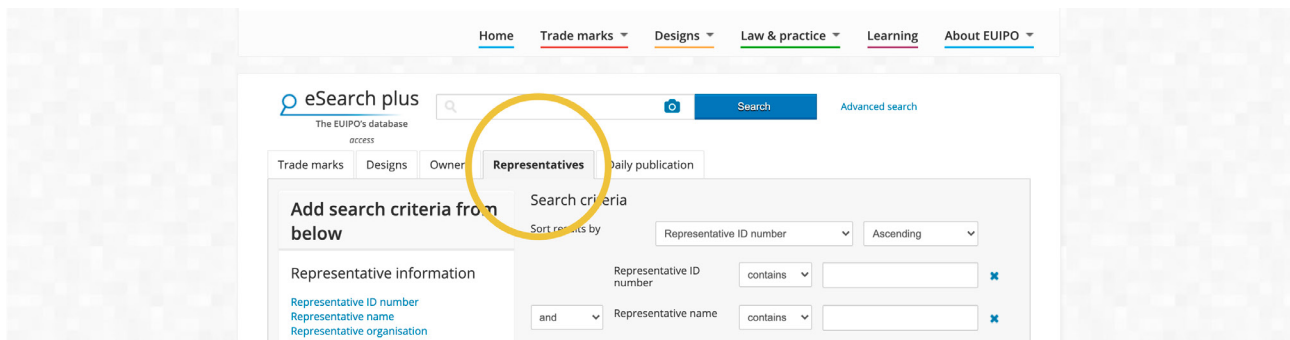 Home Trade marks Designs Law & practice Learning About EUIPO
eSearch plus
The EUIPO's database
access
Search
Advanced search
Trade marks Designs Owners Representatives Daily publication
Add search criteria from
below
Search criteria
Sort results by Representative ID number Ascending
Representative information
Representative ID
number
contains
Representative ID number
Representative name
Representative organisation
and Representative name contains